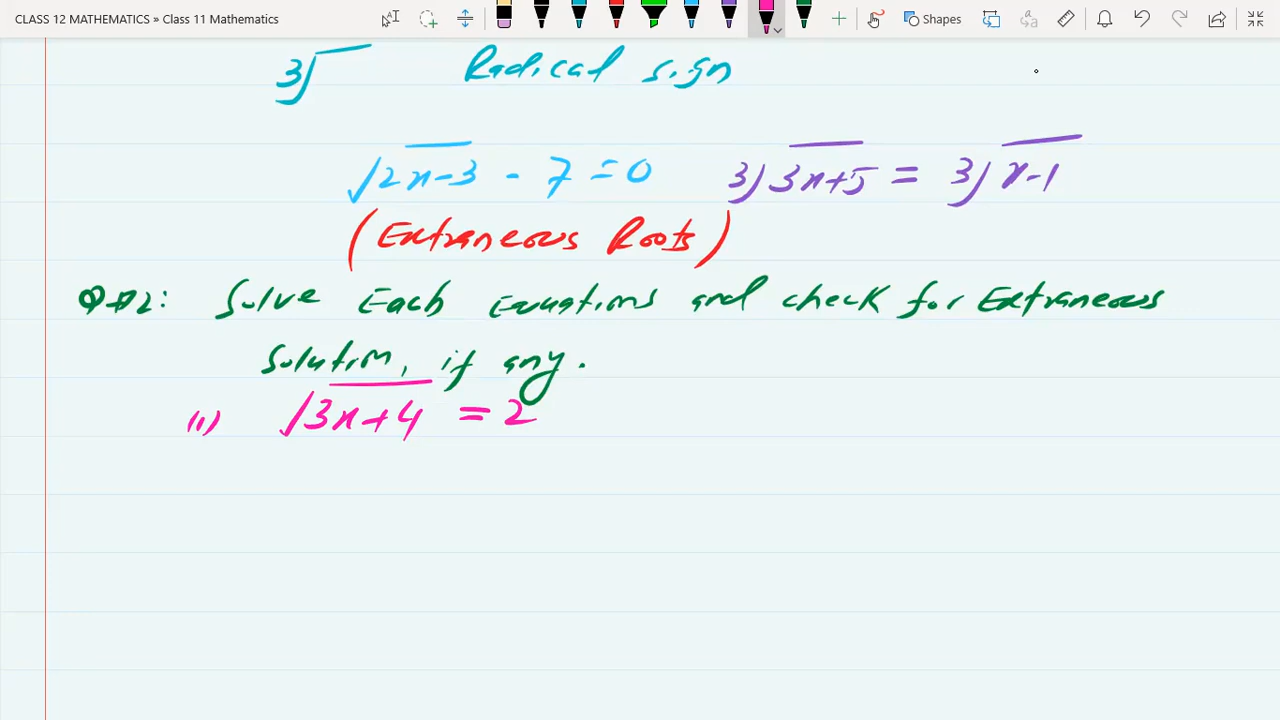 CLASS 12 MATHEMATICS » Class 11 Mathematics Shapes
3√ Radical sign
√2x-3 - 7 = 0 3√3x+5 = 3√x-1
(Extraneous Roots)
Q#2: Solve Each Equations and check for Extraneous
Solution, if any.
(1) √3x+4 = 2